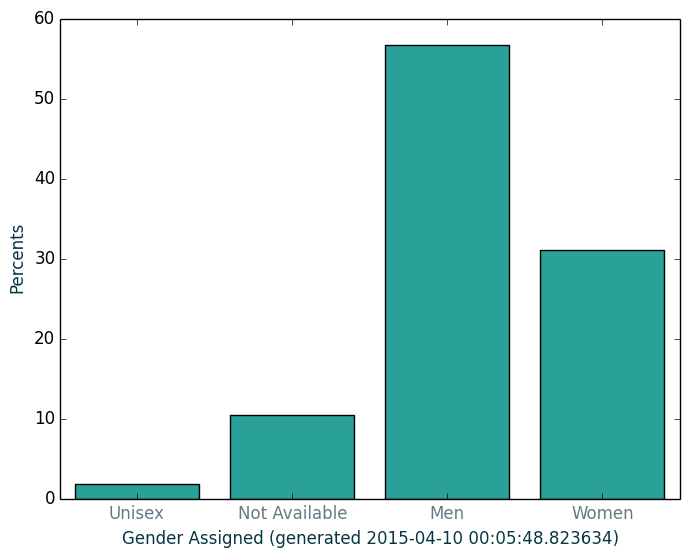 60
50
40
30
20
10
0
Percents
Unisex Not Available Men Women
Gender Assigned (generated 2015-04-10 00:05:48.823634)